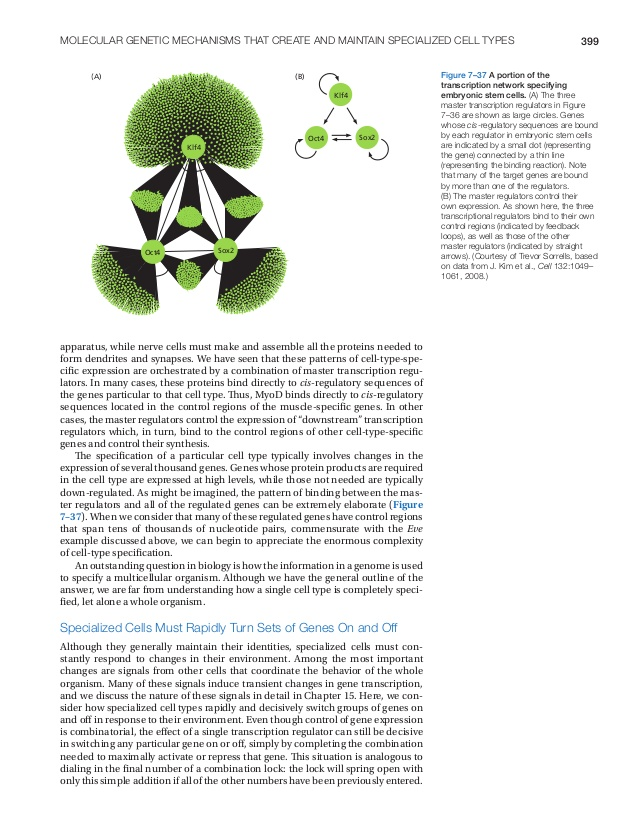 MOLECULAR GENETIC MECHANISMS THAT CREATE AND MAINTAIN SPECIALIZED CELL TYPES
399
(A)
Klf4
Oct4
Sox2
(B)
Klf4
Oct4
Sox2
Figure 7–37 A portion of the
transcription network specifying
embryonic stem cells. (A) The three
master transcription regulators in Figure
7–36 are shown as large circles. Genes
whose cis-regulatory sequences are bound
by each regulator in embryonic stem cells
are indicated by a small dot (representing
the gene) connected by a thin line
(representing the binding reaction). Note
that many of the target genes are bound
by more than one of the regulators.
(B) The master regulators control their
own expression. As shown here, the three
transcriptional regulators bind to their own
control regions (indicated by feedback
loops), as well as those of the other
master regulators (indicated by straight
arrows). (Courtesy of Trevor Sorrells, based
on data from J. Kim et al., Cell 132:1049–
1061, 2008.)
apparatus, while nerve cells must make and assemble all the proteins needed to
form dendrites and synapses. We have seen that these patterns of cell-type-spe-
cific expression are orchestrated by a combination of master transcription regu-
lators. In many cases, these proteins bind directly to cis-regulatory sequences of
the genes particular to that cell type. Thus, MyoD binds directly to cis-regulatory
sequences located in the control regions of the muscle-specific genes. In other
cases, the master regulators control the expression of “downstream” transcription
regulators which, in turn, bind to the control regions of other cell-type-specific
genes and control their synthesis.
The specification of a particular cell type typically involves changes in the
expression of several thousand genes. Genes whose protein products are required
in the cell type are expressed at high levels, while those not needed are typically
down-regulated. As might be imagined, the pattern of binding between the mas-
ter regulators and all of the regulated genes can be extremely elaborate (Figure
7–37). When we consider that many of these regulated genes have control regions
that span tens of thousands of nucleotide pairs, commensurate with the Eve
example discussed above, we can begin to appreciate the enormous complexity
of cell-type specification.
An outstanding question in biology is how the information in a genome is used
to specify a multicellular organism. Although we have the general outline of the
answer, we are far from understanding how a single cell type is completely speci-
fied, let alone a whole organism.
Specialized Cells Must Rapidly Turn Sets of Genes On and Off
Although they generally maintain their identities, specialized cells must con-
stantly respond to changes in their environment. Among the most important
changes are signals from other cells that coordinate the behavior of the whole
organism. Many of these signals induce transient changes in gene transcription,
and we discuss the nature of these signals in detail in Chapter 15. Here, we con-
sider how specialized cell types rapidly and decisively switch groups of genes on
and off in response to their environment. Even though control of gene expression
is combinatorial, the effect of a single transcription regulator can still be decisive
in switching any particular gene on or off, simply by completing the combination
needed to maximally activate or repress that gene. This situation is analogous to
dialing in the final number of a combination lock: the lock will spring open with
only this simple addition if all of the other numbers have been previously entered.